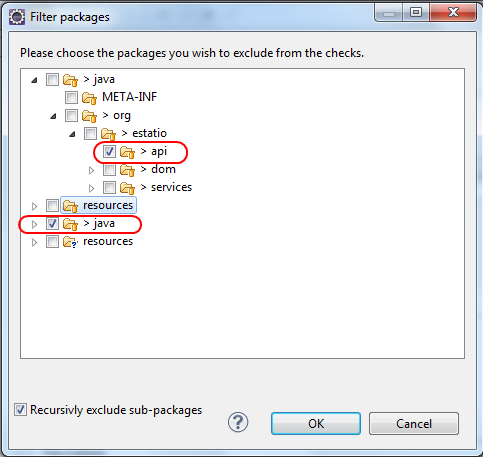 Filter packages
Please choose the packages you wish to exclude from the checks.
> java
META-INF
> org
> estatio
> api
> dom
> services
resources
> java
resources
Recursivly exclude sub-packages
?
OK
Cancel